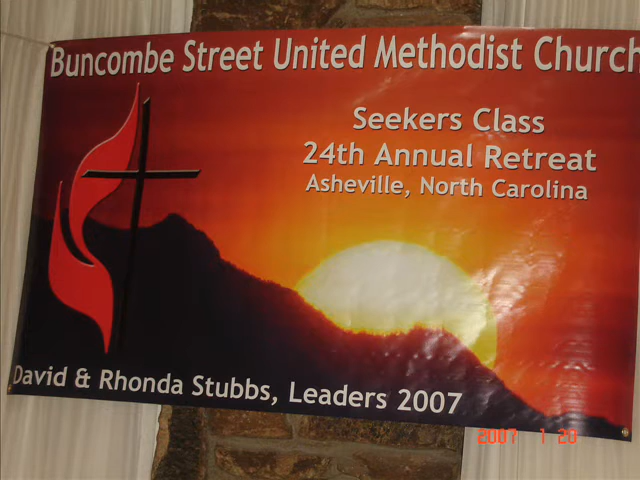 Buncombe Street United Methodist Church
Seekers Class
24th Annual Retreat
Asheville, North Carolina
David & Rhonda Stubbs, Leaders 2007
2007 1 20